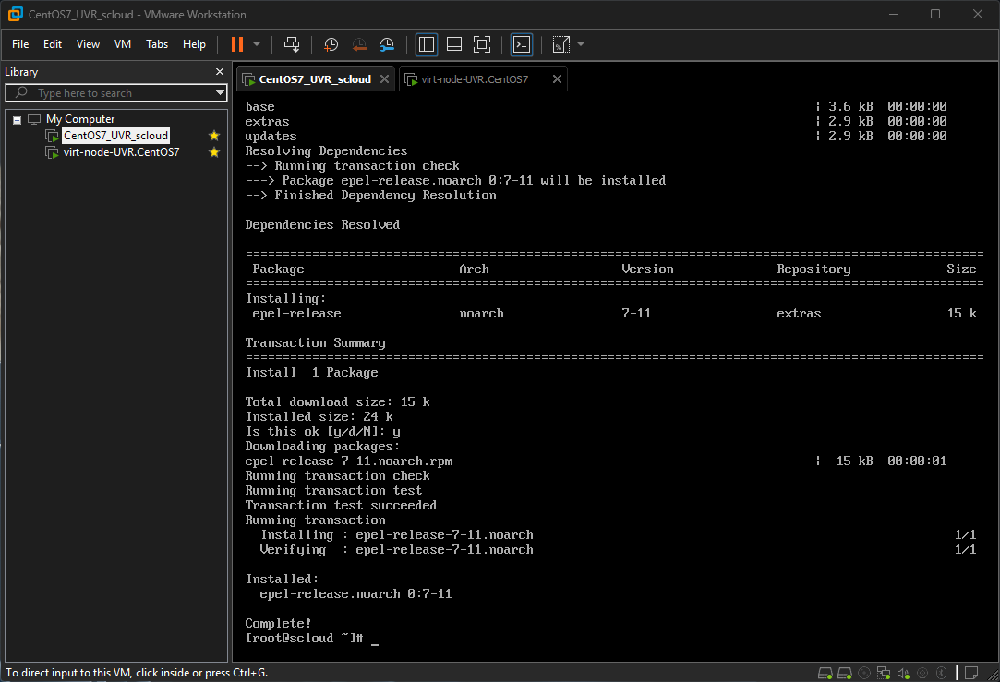 CentOS7_UVR_scloud - VMware Workstation
File Edit View VM Tabs Help
Library
Type here to search
My Computer
CentOS7_UVR_scloud
virt-node-UVR.CentOS7
CentOS7_UVR_scloud virt-node-UVR.CentOS7
base | 3.6 kB 00:00:00
extras | 2.9 kB 00:00:00
updates | 2.9 kB 00:00:00
Resolving Dependencies
--> Running transaction check
---> Package epel-release.noarch 0:7-11 will be installed
--> Finished Dependency Resolution
Dependencies Resolved
====================================================================================================
Package Arch Version Repository Size
====================================================================================================
Installing:
epel-release noarch 7-11 extras 15 k
Transaction Summary
====================================================================================================
Install 1 Package
Total download size: 15 k
Installed size: 24 k
Is this ok [y/d/N]: y
Downloading packages:
epel-release-7-11.noarch.rpm | 15 kB 00:00:01
Running transaction check
Running transaction test
Transaction test succeeded
Running transaction
Installing : epel-release-7-11.noarch 1/1
Verifying : epel-release-7-11.noarch 1/1
Installed:
epel-release.noarch 0:7-11
Complete!
[root@scloud ~]# _
To direct input to this VM, click inside or press Ctrl+G.